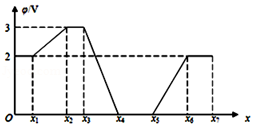 φ/V
3
2
O x₁ x₂ x₃ x₄ x₅ x₆ x₇ x